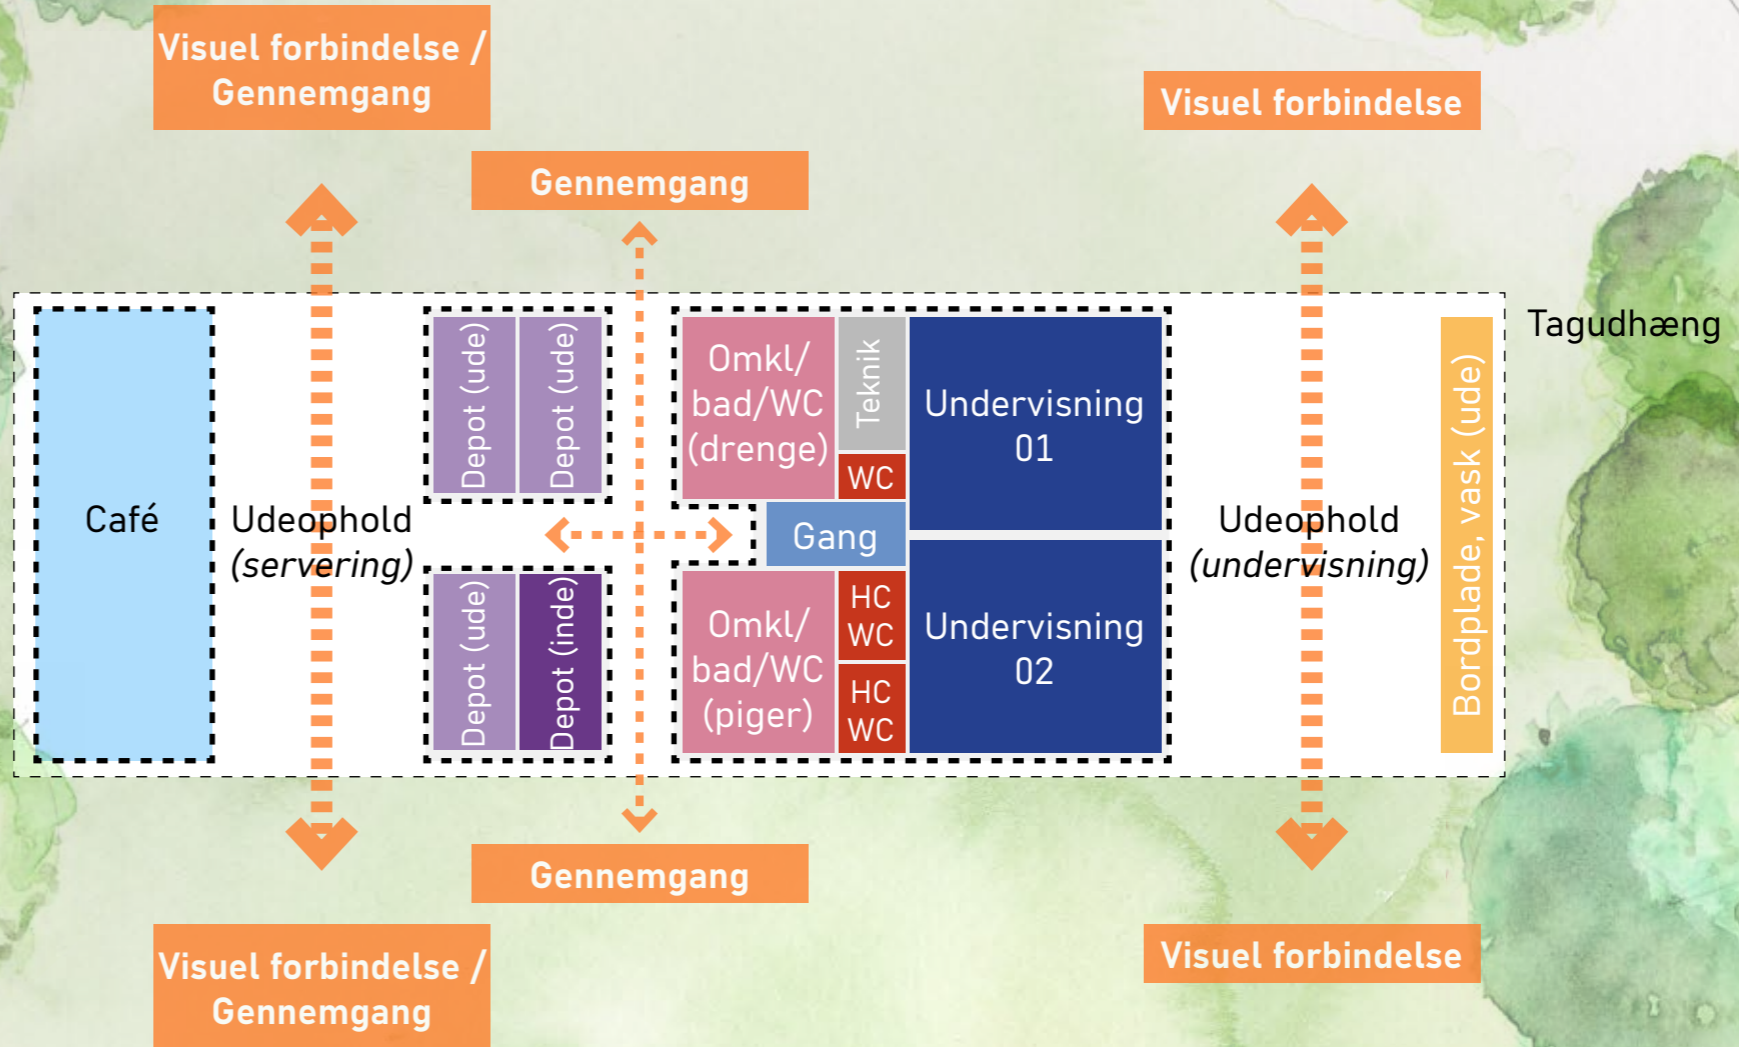 Visuel forbindelse /
Gennemgang
Visuel forbindelse
Gennemgang
Tagudhæng
Café
Udeophold
(servering)
Depot (ude)
Depot (ude)
Depot (ude)
Depot (inde)
Omkl/
bad/WC
(drenge)
Teknik
WC
Gang
Omkl/
bad/WC
(piger)
HC
WC
HC
WC
Undervisning
01
Undervisning
02
Udeophold
(undervisning)
Bordplade, vask (ude)
Gennemgang
Visuel forbindelse /
Gennemgang
Visuel forbindelse